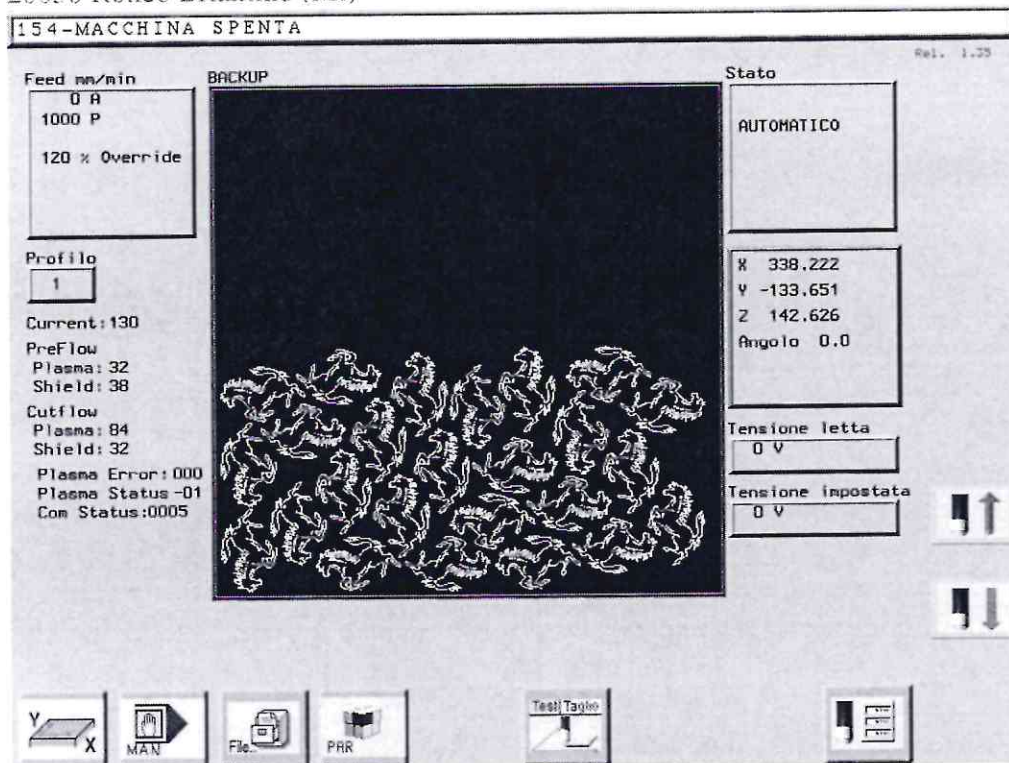 154-MACCHINA SPENTA
Rel. 1.35
Feed mm/min
0 A
1000 P
120 % Override
BACKUP
Stato
AUTOMATICO
Profilo
1
X 338.222
Y -133.651
Z 142.626
Angolo 0.0
Current:130
PreFlow
Plasma: 32
Shield: 38
Cutflow
Plasma: 84
Shield: 32
Plasma Error:000
Plasma Status-01
Com Status:0005
Tensione letta
0 V
Tensione impostata
0 V
Y
X
MAN
File..
PAR
Test Taglio